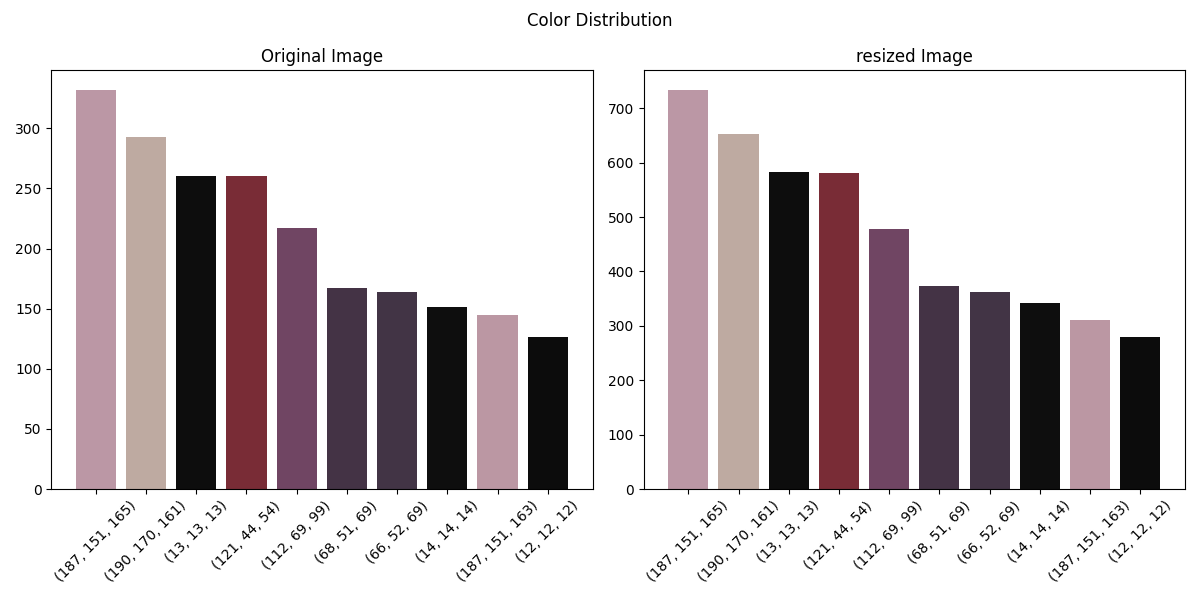 Color Distribution
Original Image
300
250
200
150
100
50
0
(187, 151, 165)
(190, 170, 161)
(13, 13, 13)
(121, 44, 54)
(112, 69, 99)
(68, 51, 69)
(66, 52, 69)
(14, 14, 14)
(187, 151, 163)
(12, 12, 12)
resized Image
700
600
500
400
300
200
100
0
(187, 151, 165)
(190, 170, 161)
(13, 13, 13)
(121, 44, 54)
(112, 69, 99)
(68, 51, 69)
(66, 52, 69)
(14, 14, 14)
(187, 151, 163)
(12, 12, 12)